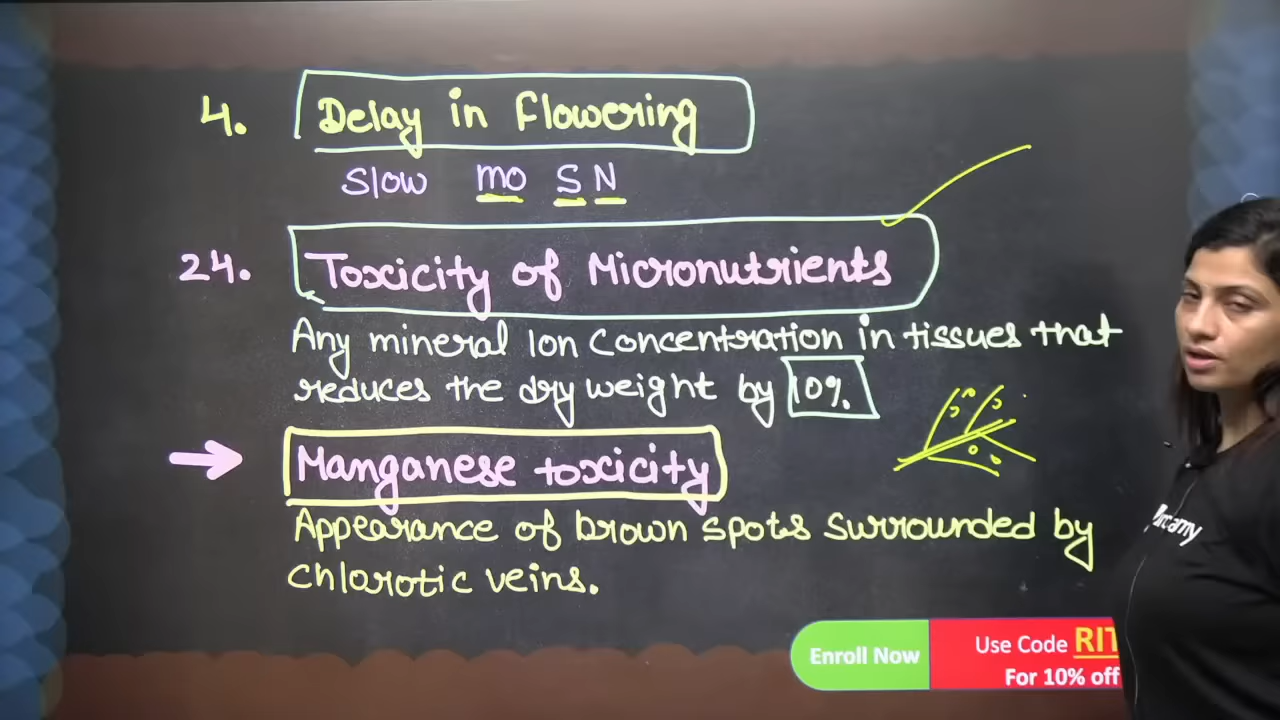 4. Delay in Flowering
Slow mo S N
24. Toxicity of Micronutrients
Any mineral Ion concentration in tissues that
reduces the dry weight by 10%
→ Manganese toxicity
Appearance of brown spots surrounded by
chlorotic veins.
Enroll Now
Use Code RIT
For 10% off